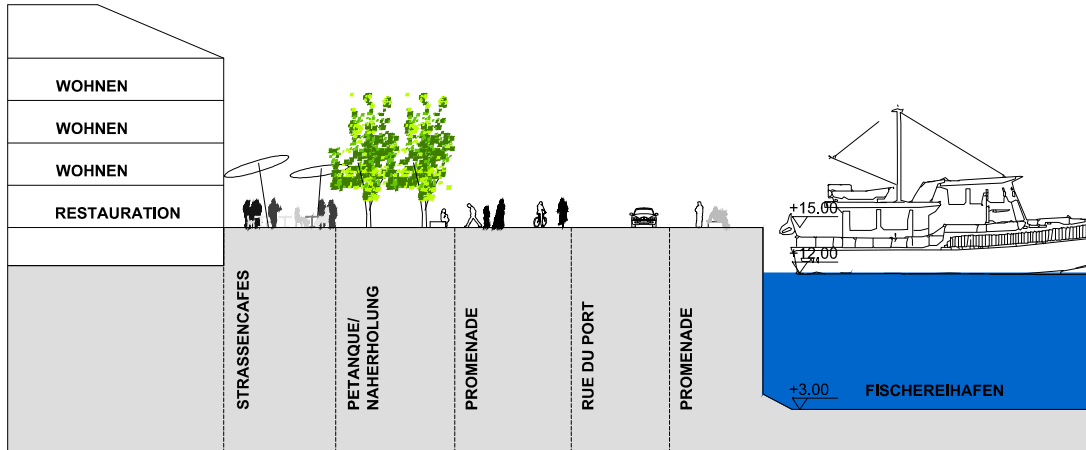 WOHNEN
WOHNEN
WOHNEN
RESTAURATION
+15.00
+12.00
STRASSENCAFES
PETANQUE/
NAHERHOLUNG
PROMENADE
RUE DU PORT
PROMENADE
+3.00
FISCHEREIHAFEN